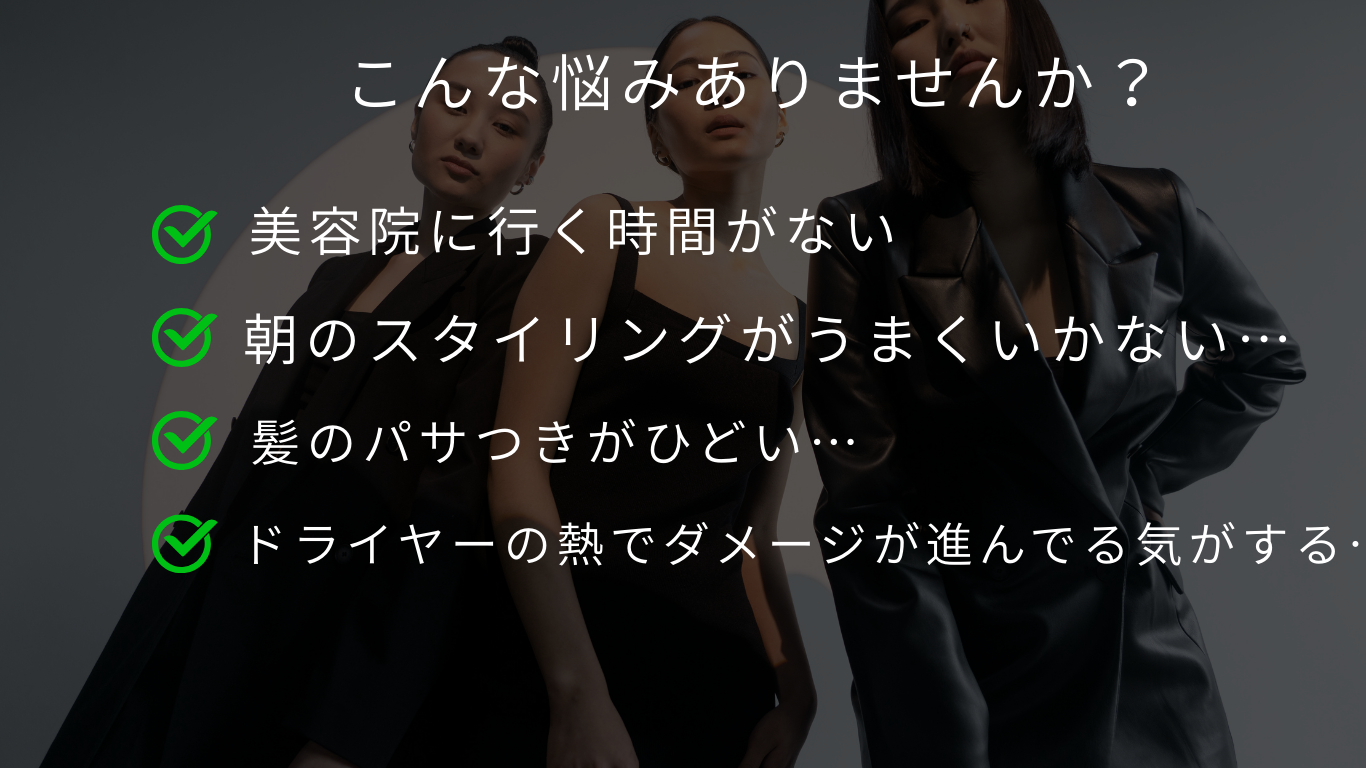 こんな悩みありませんか？
美容院に行く時間がない
朝のスタイリングがうまくいかない…
髪のパサつきがひどい…
ドライヤーの熱でダメージが進んでる気がする…